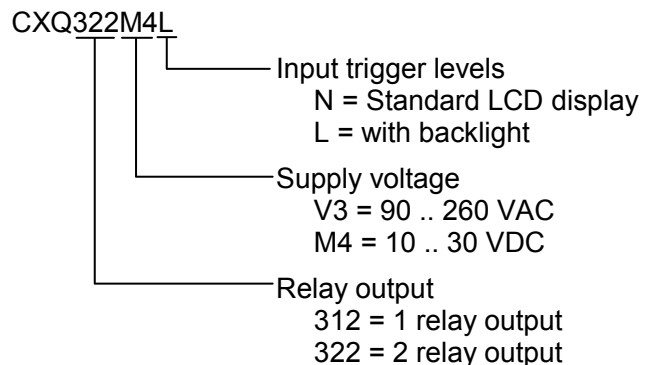 CXQ322M4L
Input trigger levels
N = Standard LCD display
L = with backlight
Supply voltage
V3 = 90 .. 260 VAC
M4 = 10 .. 30 VDC
Relay output
312 = 1 relay output
322 = 2 relay output